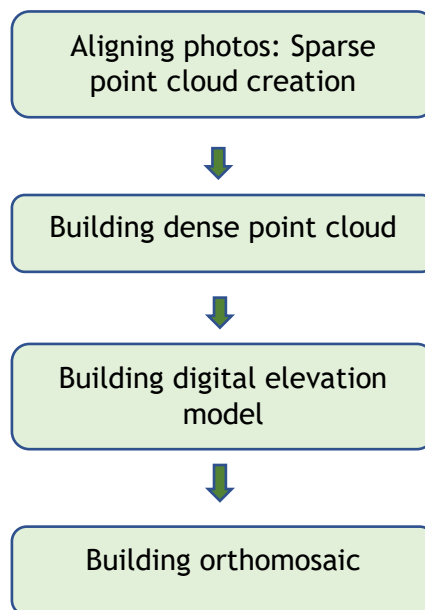 Aligning photos: Sparse
point cloud creation
Building dense point cloud
Building digital elevation
model
Building orthomosaic